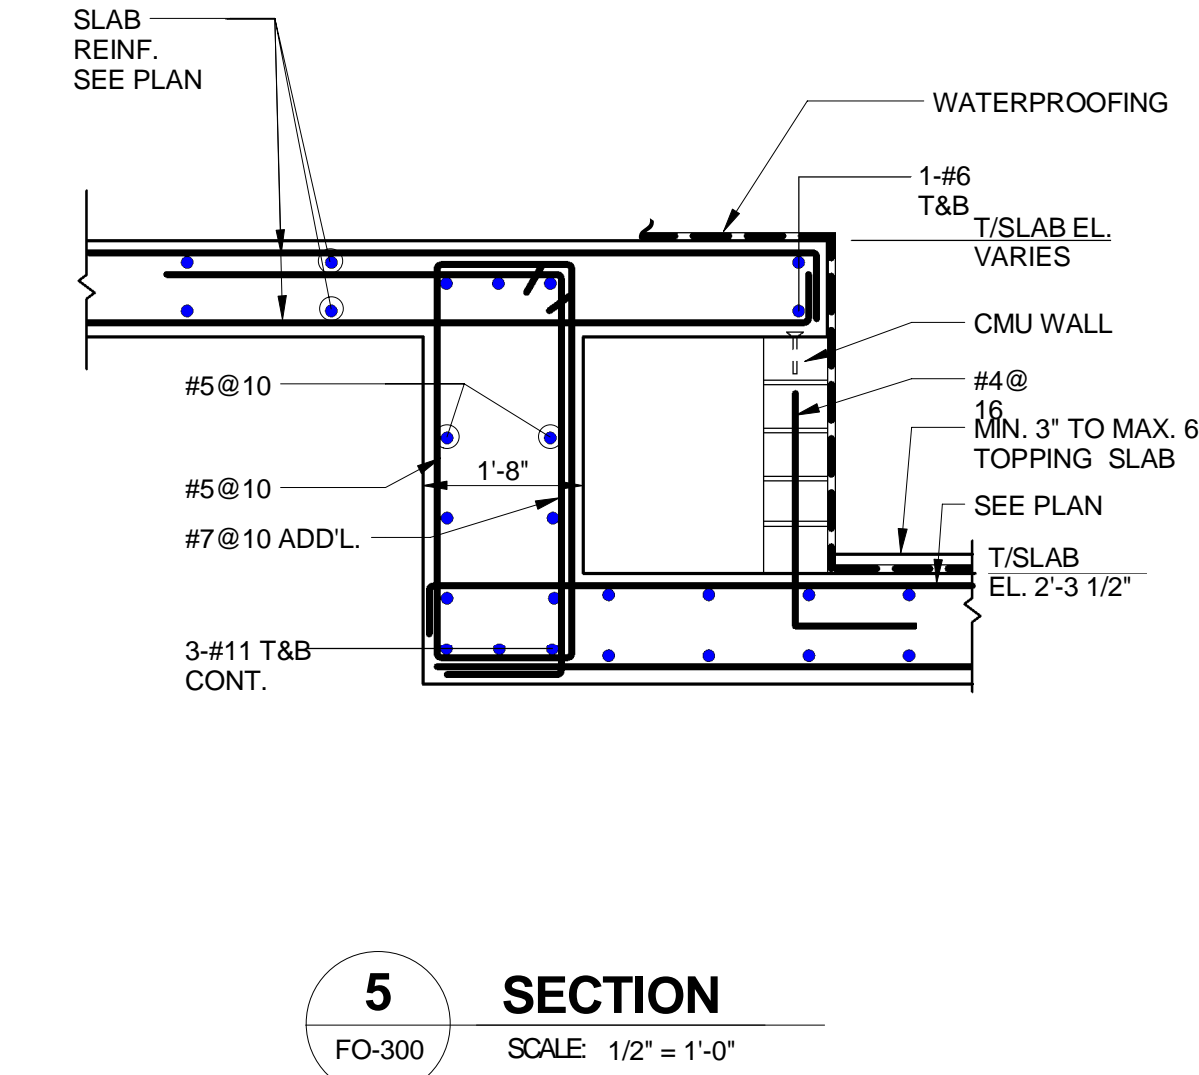 SLAB
REINF.
SEE PLAN
WATERPROOFING
1-#6
T&B
T/SLAB EL.
VARIES
CMU WALL
#5@10
#4@
16
MIN. 3" TO MAX. 6
TOPPING SLAB
1'-8"
#5@10
SEE PLAN
#7@10 ADD'L.
T/SLAB
EL. 2'-3 1/2"
3-#11 T&B
CONT.
5
SECTION
FO-300
SCALE: 1/2" = 1'-0"